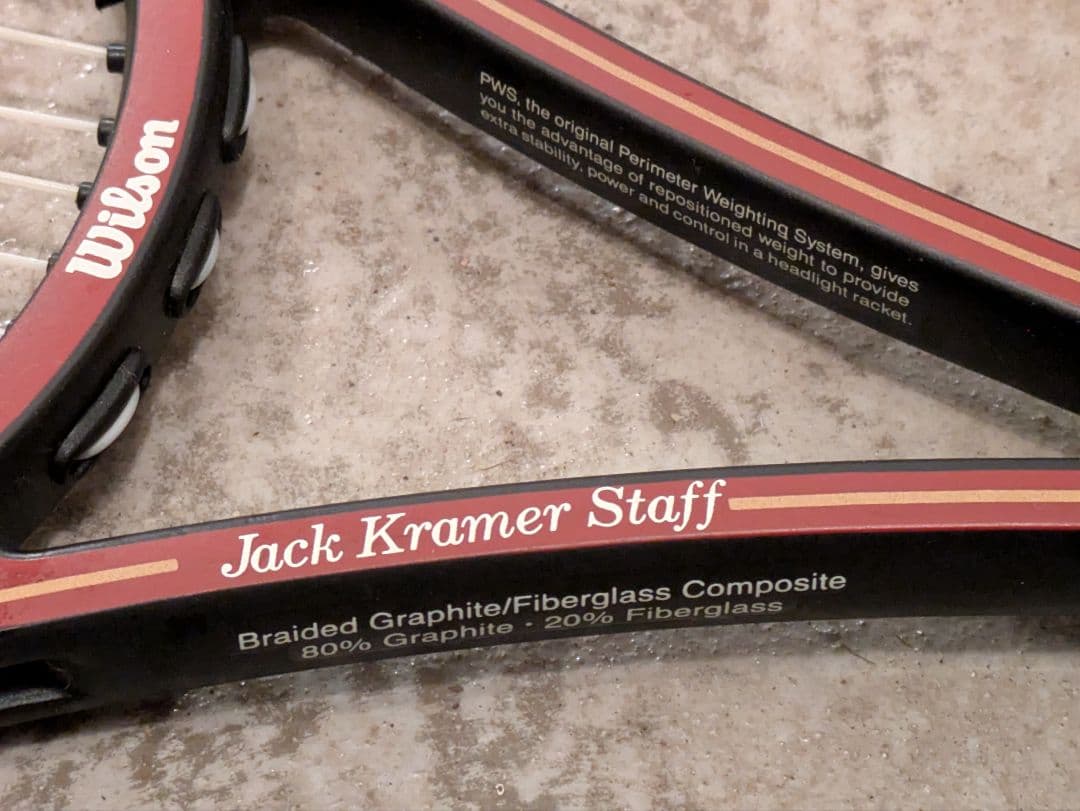 Wilson
PWS, the original Perimeter Weighting System, gives
you the advantage of repositioned weight to provide
extra stability, power and control in a headlight racket.
Jack Kramer Staff
Braided Graphite/Fiberglass Composite
80% Graphite · 20% Fiberglass